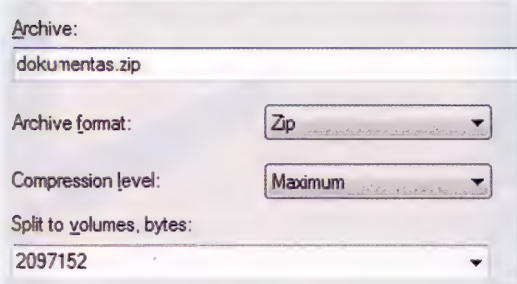 Archive:
dokumentas.zip
Archive format: Zip
Compression level: Maximum
Split to volumes, bytes:
2097152